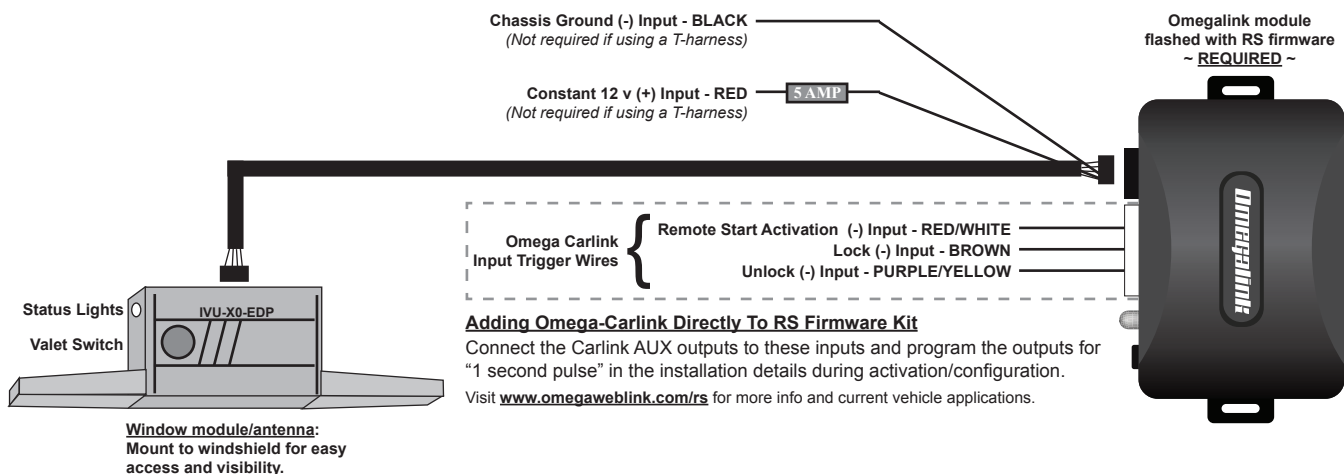 Chassis Ground (-) Input - BLACK
(Not required if using a T-harness)
Constant 12 v (+) Input - RED
(Not required if using a T-harness)
5 AMP
Omegalink module
flashed with RS firmware
~ REQUIRED ~
Omegalink
Omega Carlink
Input Trigger Wires
Remote Start Activation (-) Input - RED/WHITE
Lock (-) Input - BROWN
Unlock (-) Input - PURPLE/YELLOW
Status Lights
Valet Switch
IVU-X0-EDP
Adding Omega-Carlink Directly To RS Firmware Kit
Connect the Carlink AUX outputs to these inputs and program the outputs for
“1 second pulse” in the installation details during activation/configuration.
Visit www.omegaweblink.com/rs for more info and current vehicle applications.
Window module/antenna:
Mount to windshield for easy
access and visibility.